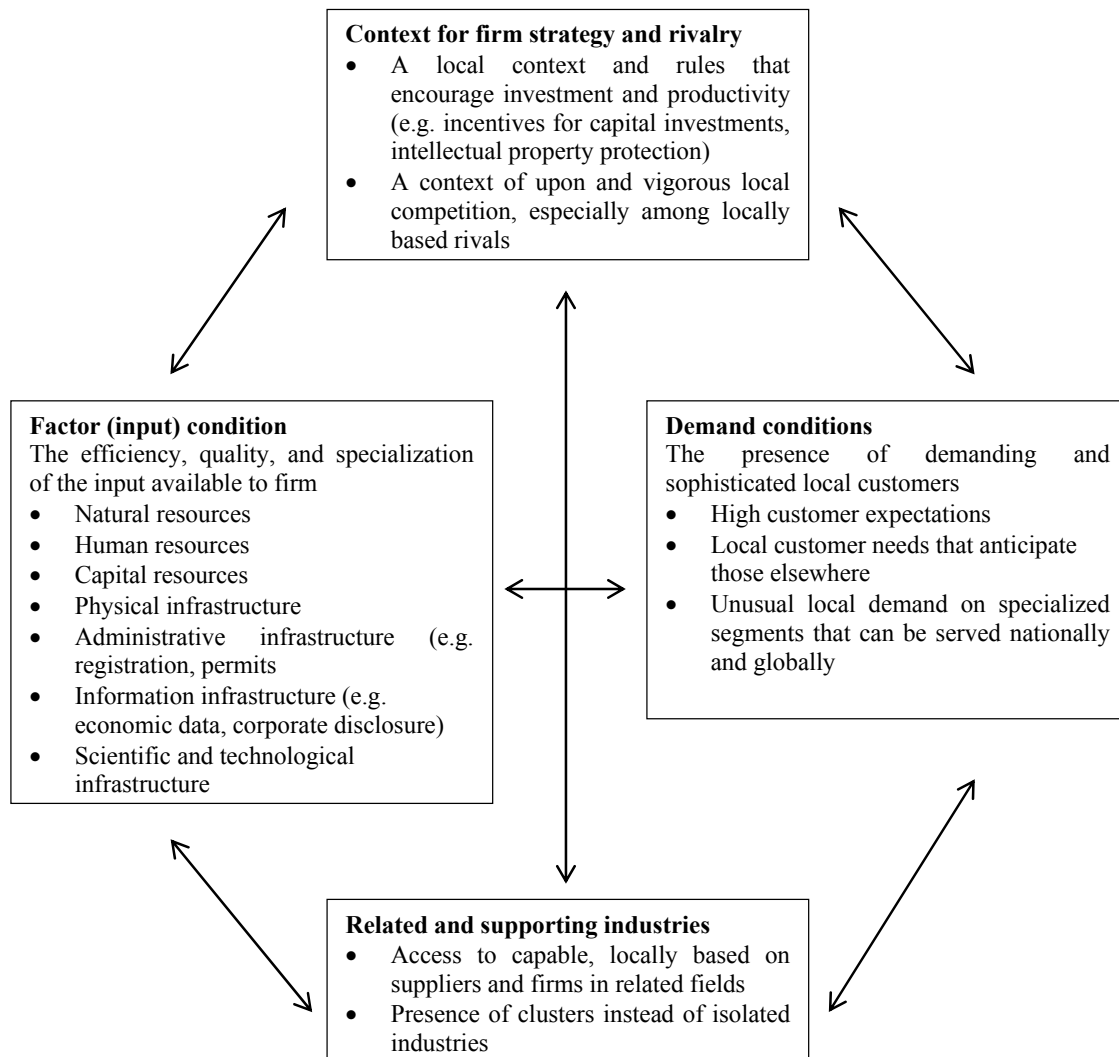 Context for firm strategy and rivalry
• A local context and rules that
encourage investment and productivity
(e.g. incentives for capital investments,
intellectual property protection)
• A context of upon and vigorous local
competition, especially among locally
based rivals
Factor (input) condition
The efficiency, quality, and specialization
of the input available to firm
• Natural resources
• Human resources
• Capital resources
• Physical infrastructure
• Administrative infrastructure (e.g.
registration, permits
• Information infrastructure (e.g.
economic data, corporate disclosure)
• Scientific and technological
infrastructure
Demand conditions
The presence of demanding and
sophisticated local customers
• High customer expectations
• Local customer needs that anticipate
those elsewhere
• Unusual local demand on specialized
segments that can be served nationally
and globally
Related and supporting industries
• Access to capable, locally based on
suppliers and firms in related fields
• Presence of clusters instead of isolated
industries